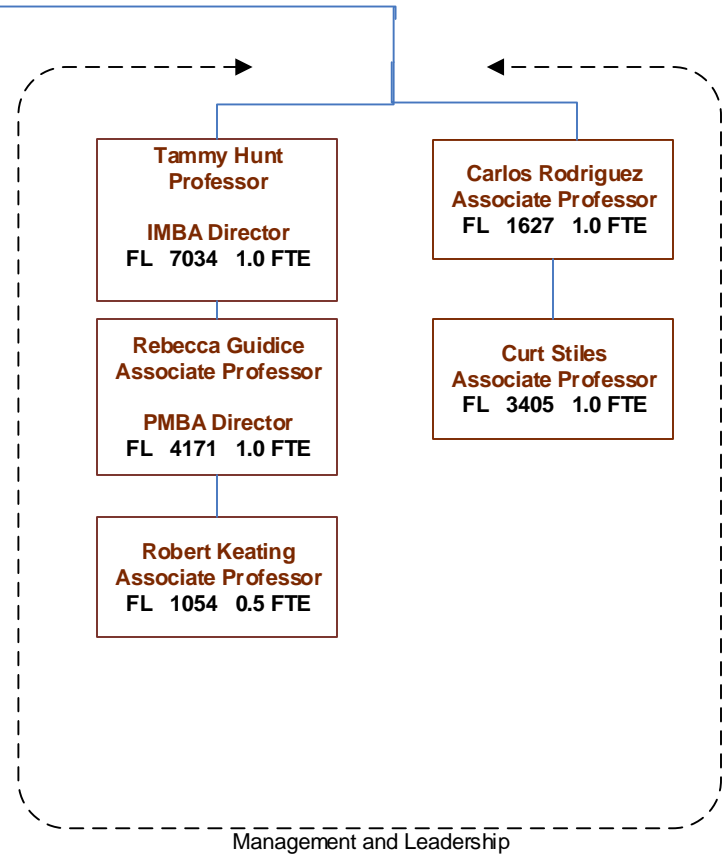 Tammy Hunt
Professor
IMBA Director
FL 7034 1.0 FTE
Rebecca Guidice
Associate Professor
PMBA Director
FL 4171 1.0 FTE
Robert Keating
Associate Professor
FL 1054 0.5 FTE
Carlos Rodriguez
Associate Professor
FL 1627 1.0 FTE
Curt Stiles
Associate Professor
FL 3405 1.0 FTE
Management and Leadership